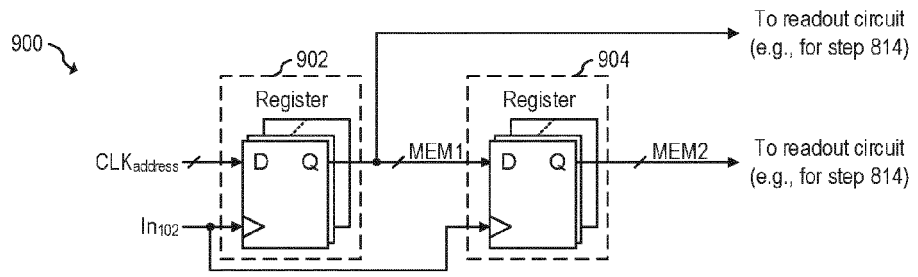 900
902
904
To readout circuit
(e.g., for step 814)
Register
Register
CLKaddress
D Q
MEM1
D Q
MEM2
To readout circuit
(e.g., for step 814)
In102